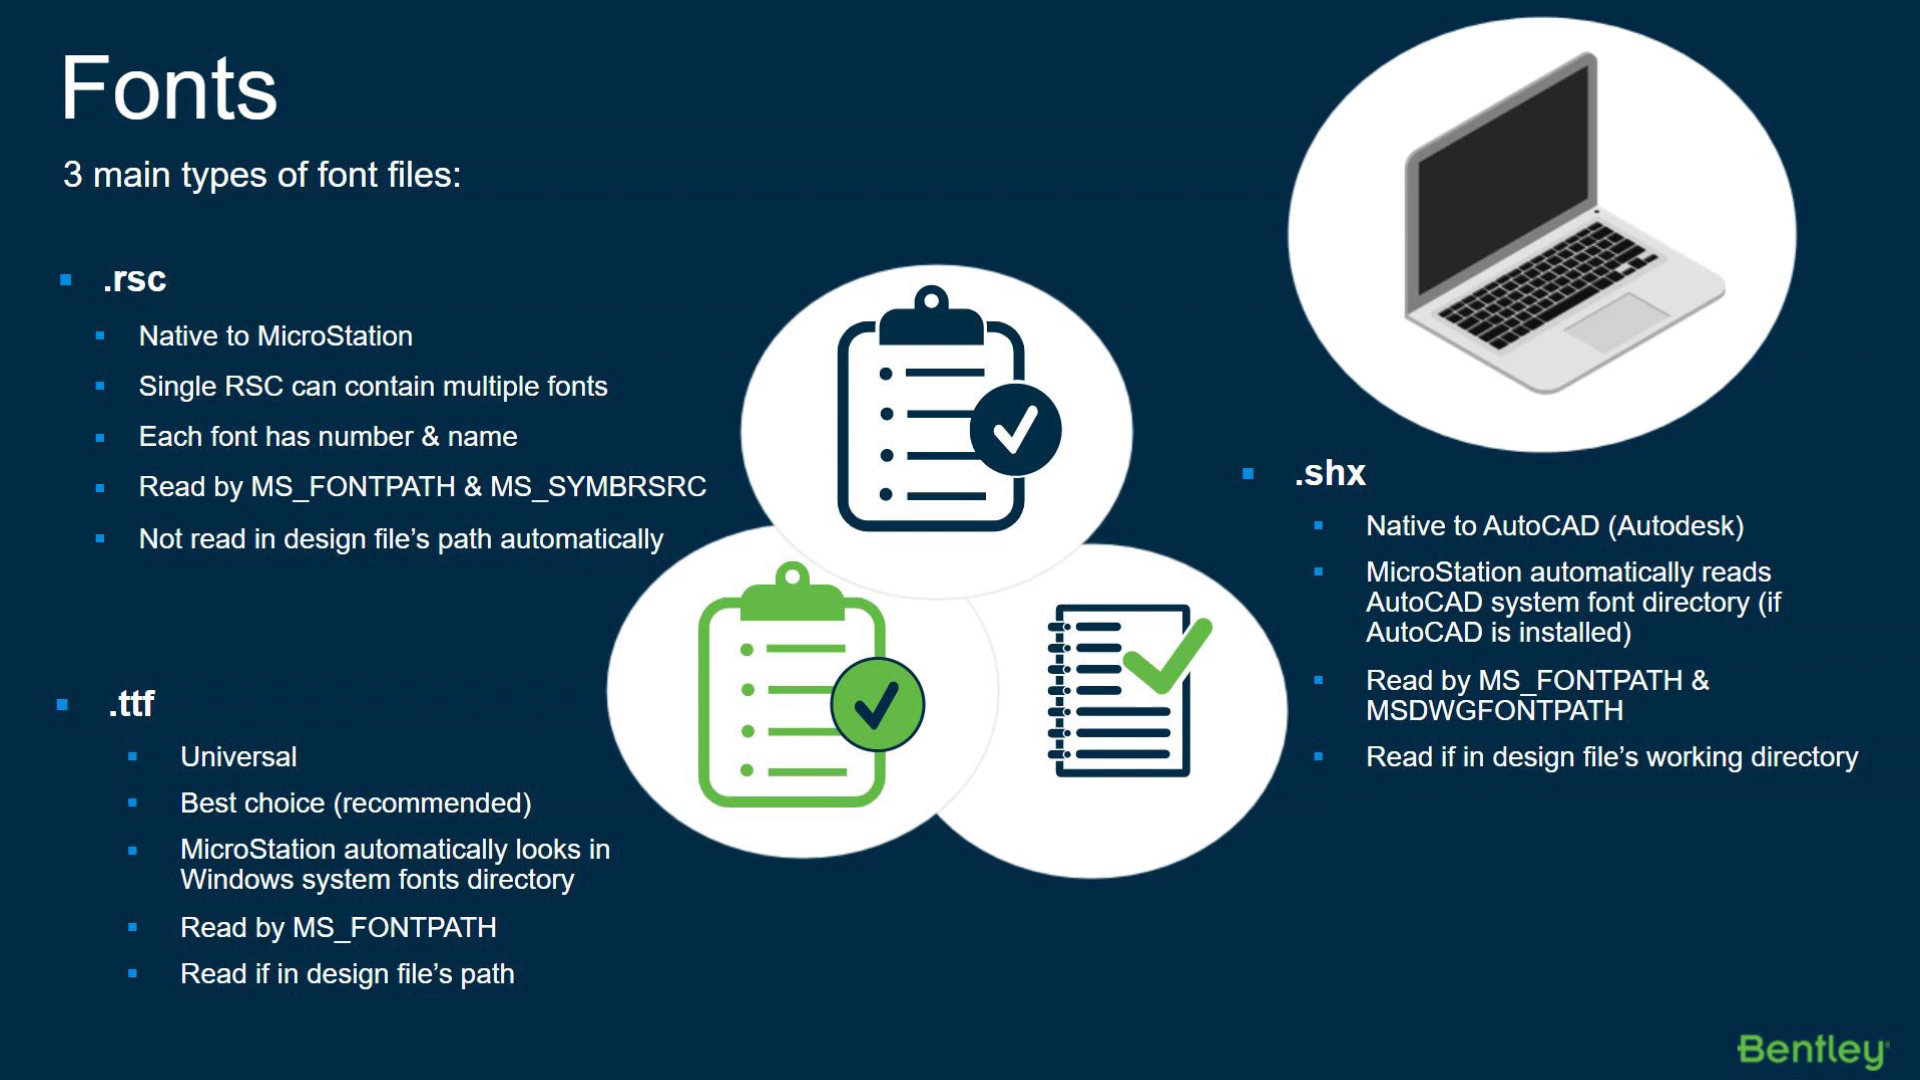 Fonts
3 main types of font files:
.rsc
Native to MicroStation
Single RSC can contain multiple fonts
Each font has number & name
Read by MS_FONTPATH & MS_SYMBRSRC
Not read in design file’s path automatically
.ttf
Universal
Best choice (recommended)
MicroStation automatically looks in
Windows system fonts directory
Read by MS_FONTPATH
Read if in design file’s path
.shx
Native to AutoCAD (Autodesk)
MicroStation automatically reads
AutoCAD system font directory (if
AutoCAD is installed)
Read by MS_FONTPATH &
MSDWGFONTPATH
Read if in design file’s working directory
Bentley